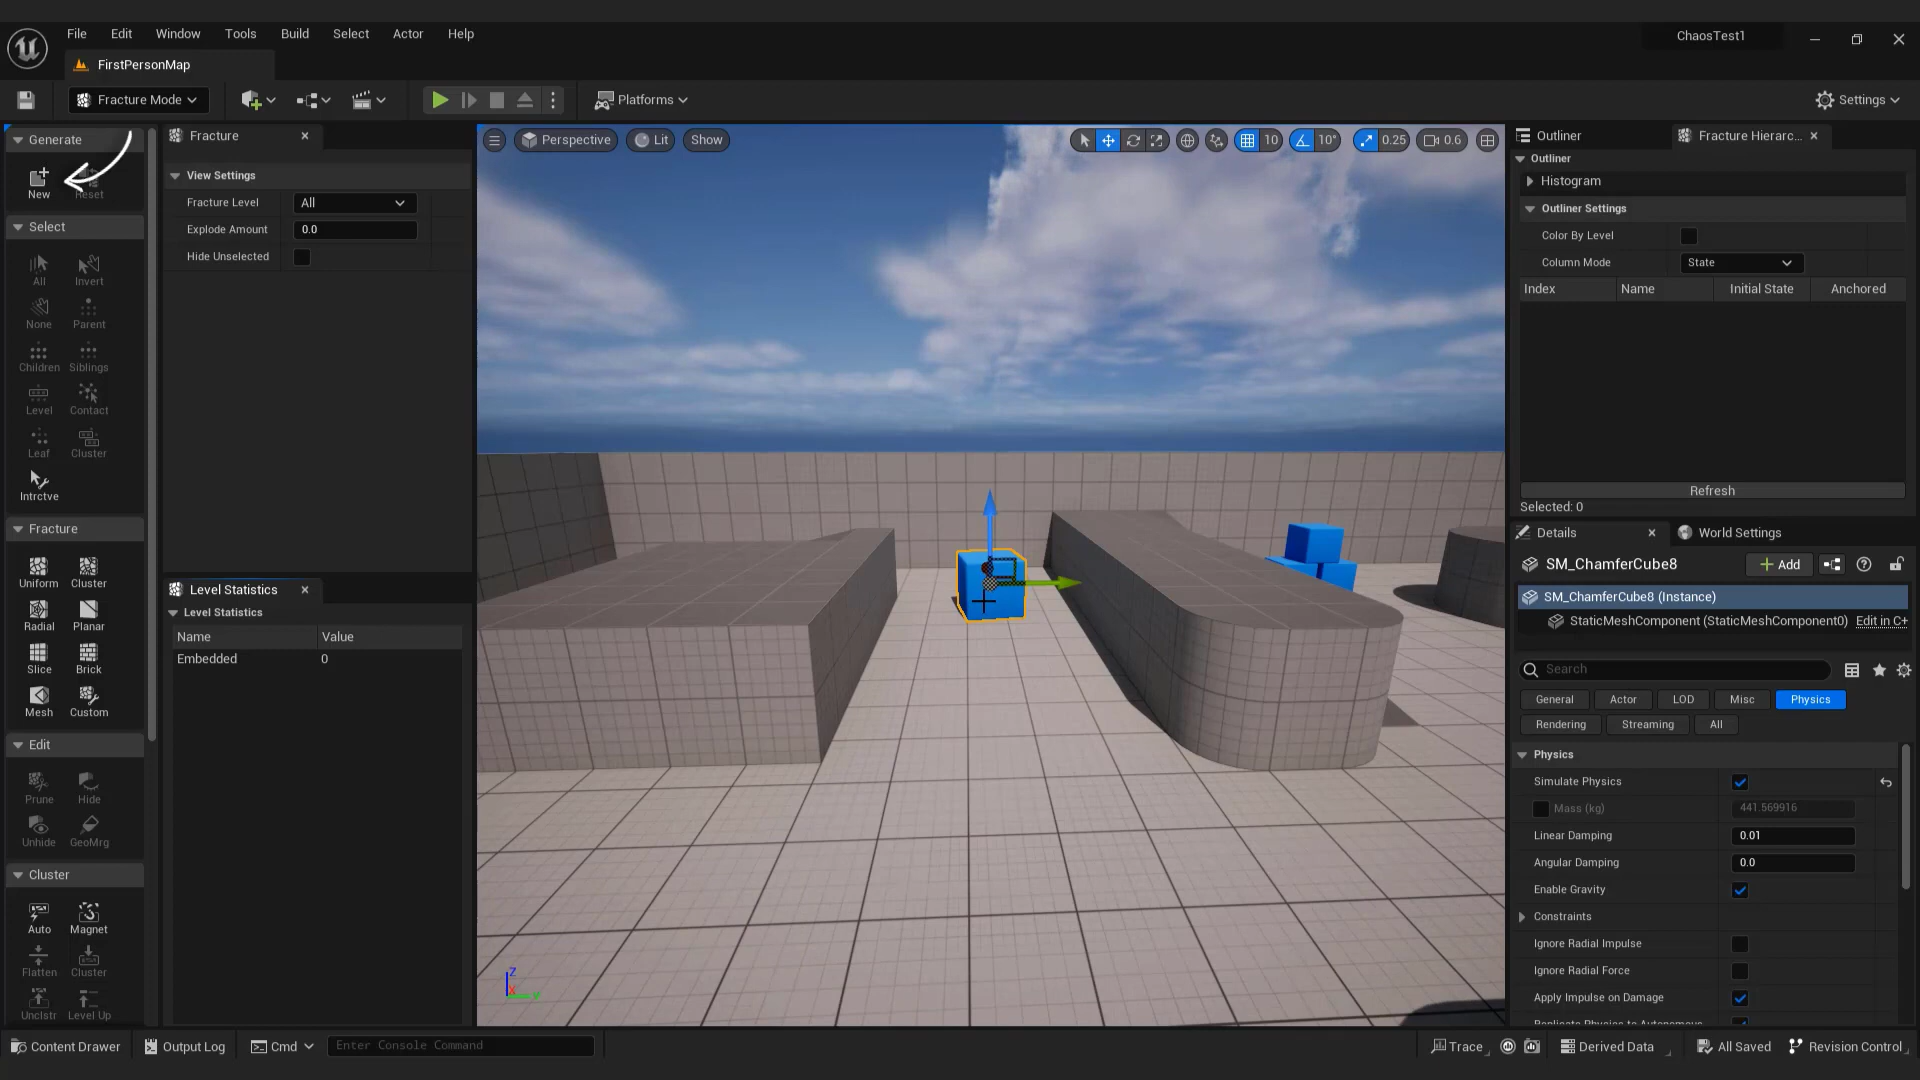 File Edit Window Tools Build Select Actor Help
ChaosTest1
FirstPersonMap
Fracture Mode
Platforms
Settings
Generate
New
Reset
Select
All Invert
None Parent
Children Siblings
Level Contact
Leaf Cluster
Intrctve
Fracture
Uniform Cluster
Radial Planar
Slice Brick
Mesh Custom
Edit
Prune Hide
Unhide GeoMrg
Cluster
Auto Magnet
Flatten Cluster
Unclstr Level Up
Fracture
View Settings
Fracture Level All
Explode Amount 0.0
Hide Unselected
Level Statistics
Level Statistics
Name Value
Embedded 0
Perspective Lit Show
10 10° 0.25 0.6
Z
X
Y
Outliner Fracture Hierarc...
Outliner
Histogram
Outliner Settings
Color By Level
Column Mode State
Index Name Initial State Anchored
Refresh
Selected: 0
Details World Settings
SM_ChamferCube8 Add
SM_ChamferCube8 (Instance)
StaticMeshComponent (StaticMeshComponent0) Edit in C+
Search
General Actor LOD Misc Physics
Rendering Streaming All
Physics
Simulate Physics
Mass (kg) 441.569916
Linear Damping 0.01
Angular Damping 0.0
Enable Gravity
Constraints
Ignore Radial Impulse
Ignore Radial Force
Apply Impulse on Damage
Replicate Physics to Autonomous
Content Drawer Output Log Cmd Enter Console Command
Trace Derived Data All Saved Revision Control